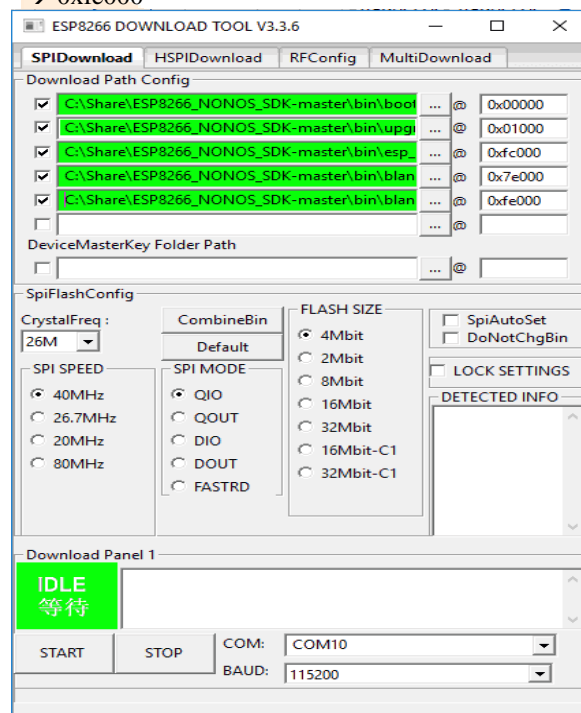 ESP8266 DOWNLOAD TOOL V3.3.6
SPIDownload HSPIDownload RFConfig MultiDownload
Download Path Config
C:\Share\ESP8266_NONOS_SDK-master\bin\boot ... @ 0x00000
C:\Share\ESP8266_NONOS_SDK-master\bin\upgr ... @ 0x01000
C:\Share\ESP8266_NONOS_SDK-master\bin\esp_ ... @ 0xfc000
C:\Share\ESP8266_NONOS_SDK-master\bin\blan ... @ 0x7e000
C:\Share\ESP8266_NONOS_SDK-master\bin\blan ... @ 0xfe000
... @
DeviceMasterKey Folder Path
... @
SpiFlashConfig
CrystalFreq :
26M
CombineBin
Default
SPI SPEED
40MHz
26.7MHz
20MHz
80MHz
SPI MODE
QIO
QOUT
DIO
DOUT
FASTRD
FLASH SIZE
4Mbit
2Mbit
8Mbit
16Mbit
32Mbit
16Mbit-C1
32Mbit-C1
SpiAutoSet
DoNotChgBin
LOCK SETTINGS
DETECTED INFO
Download Panel 1
IDLE
等待
START STOP
COM: COM10
BAUD: 115200